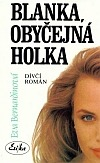 BLANKA,
OBYČEJNÁ
HOLKA
DÍVČÍ
ROMÁN
Eva Bernardinová
Erika